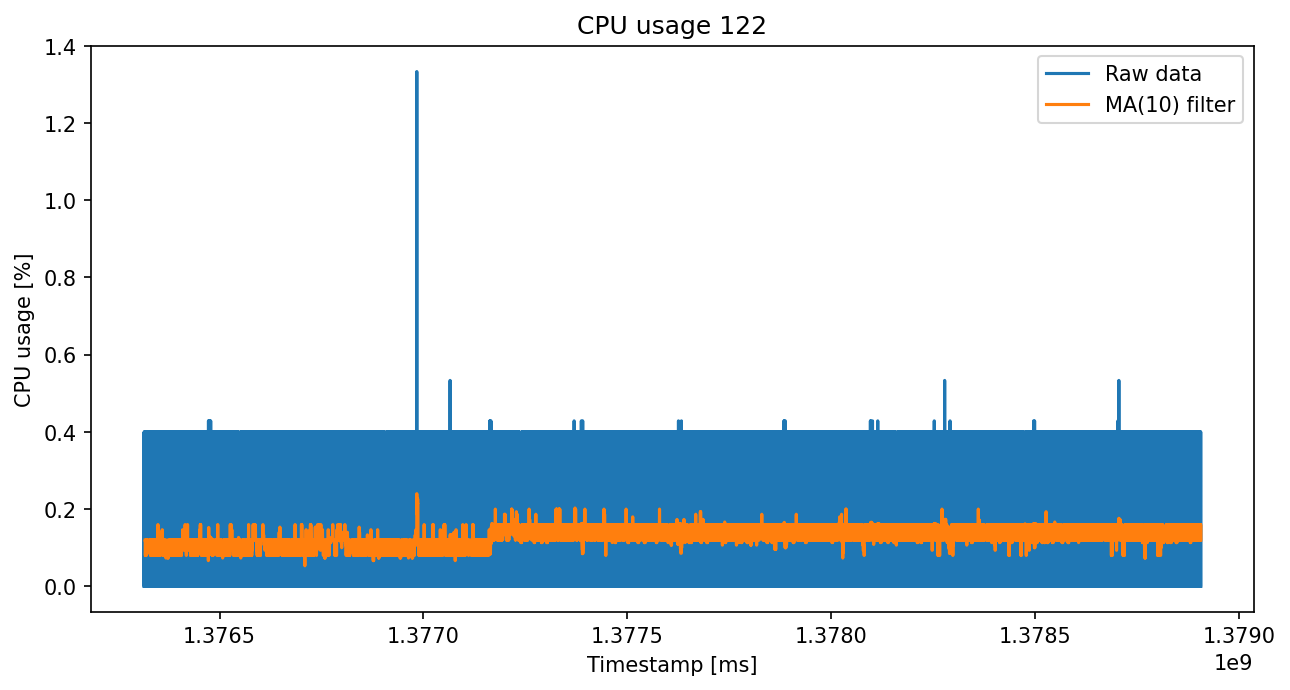 CPU usage 122
1.4
1.2
1.0
0.8
0.6
0.4
0.2
0.0
CPU usage [%]
Raw data
MA(10) filter
1.3765 1.3770 1.3775 1.3780 1.3785 1.3790
1e9
Timestamp [ms]